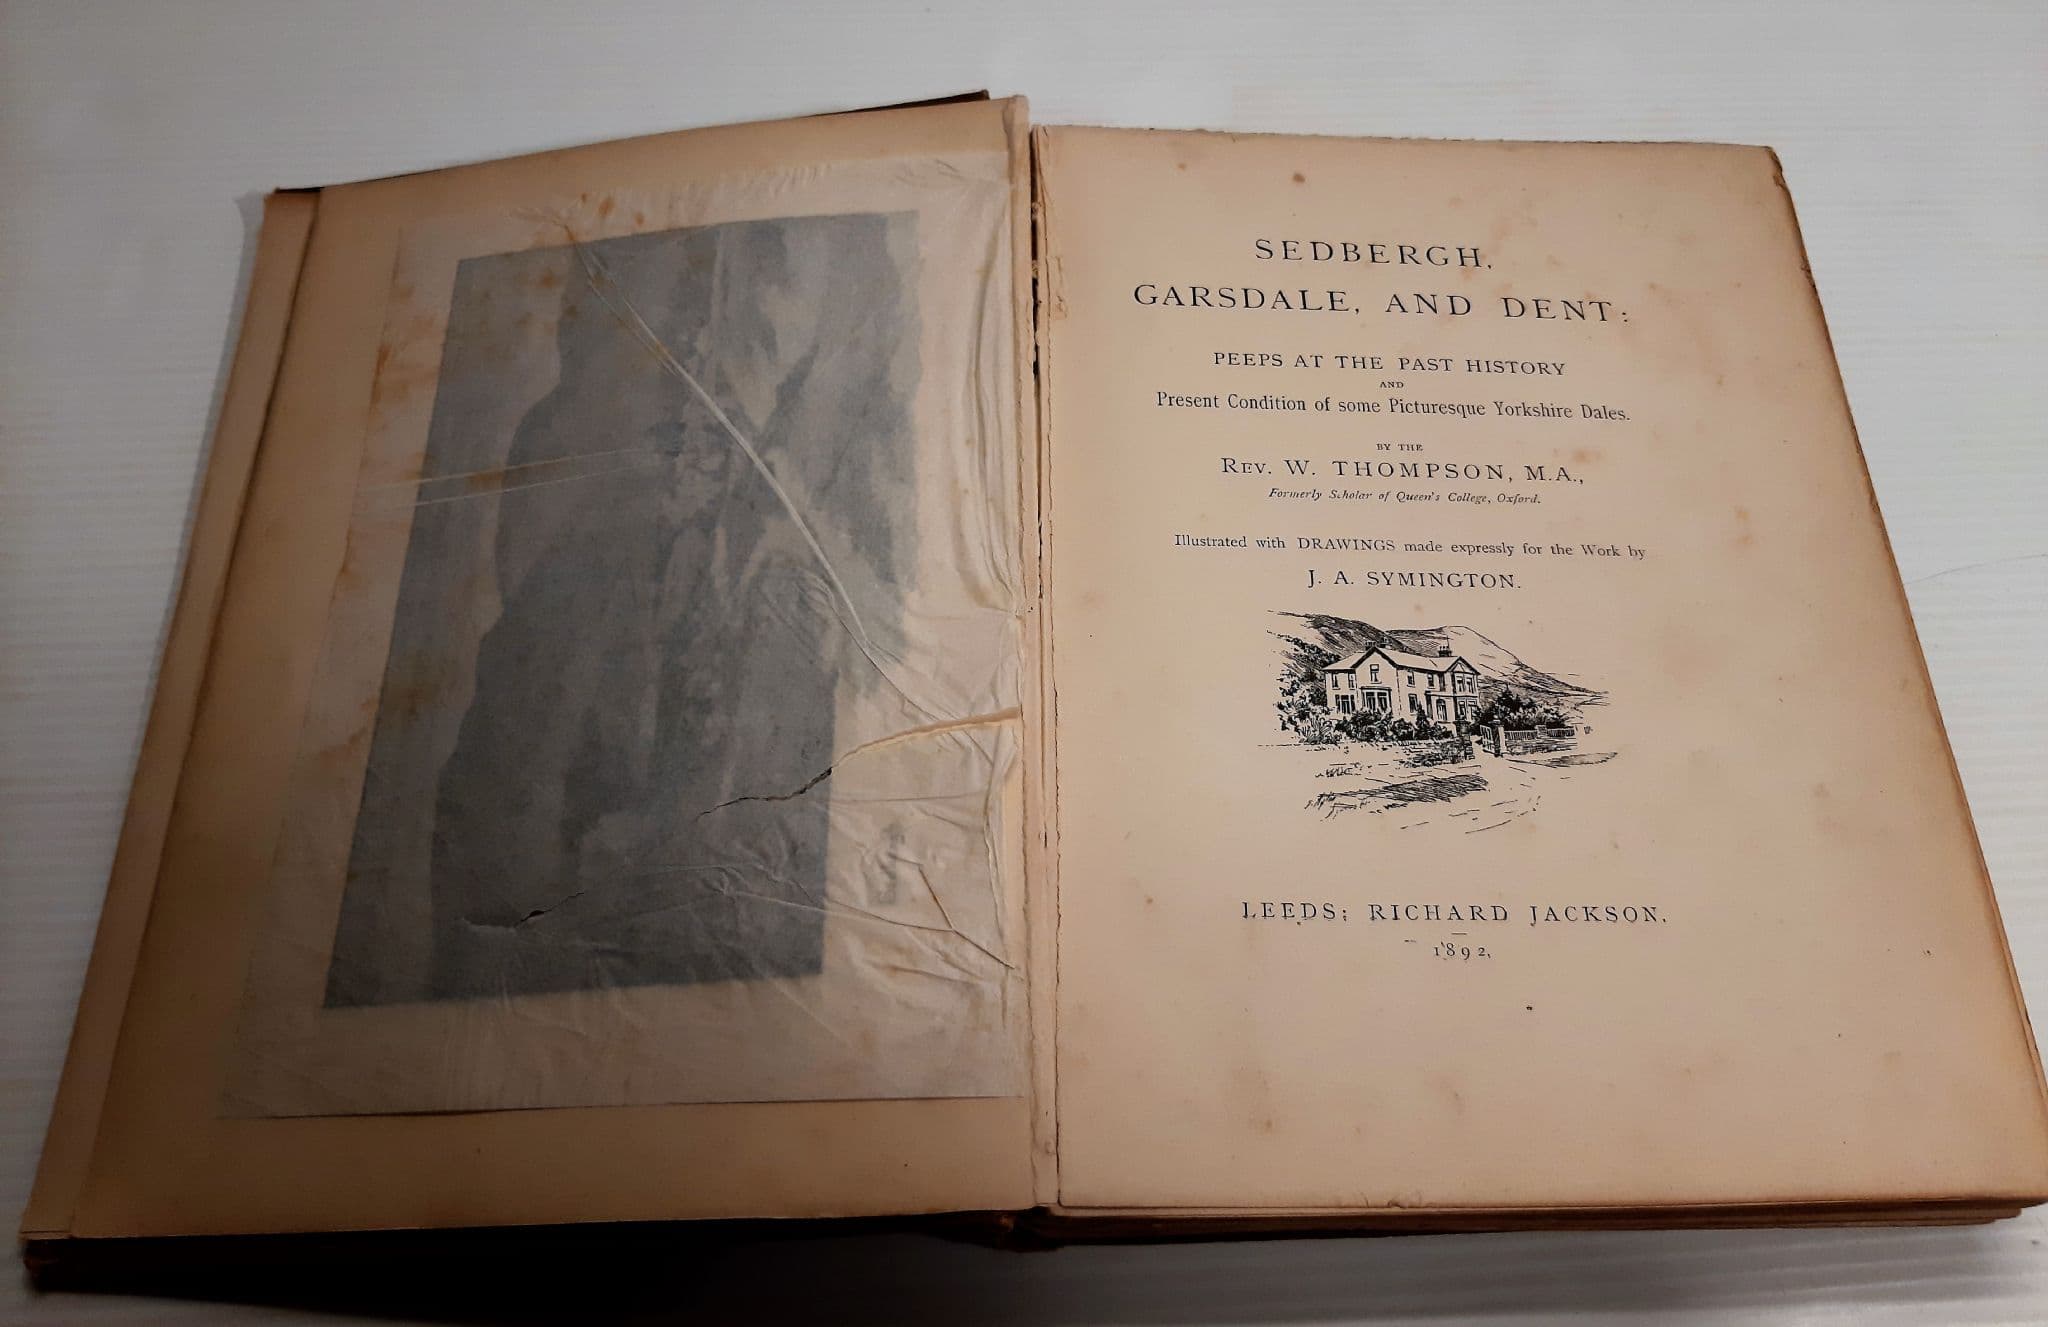 SEDBERGH,
GARSDALE, AND DENT:
PEEPS AT THE PAST HISTORY
AND
Present Condition of some Picturesque Yorkshire Dales.
BY THE
REV. W. THOMPSON, M.A.,
Formerly Scholar of Queen's College, Oxford.
Illustrated with DRAWINGS made expressly for the Work by
J. A. SYMINGTON.
LEEDS: RICHARD JACKSON.
1892.